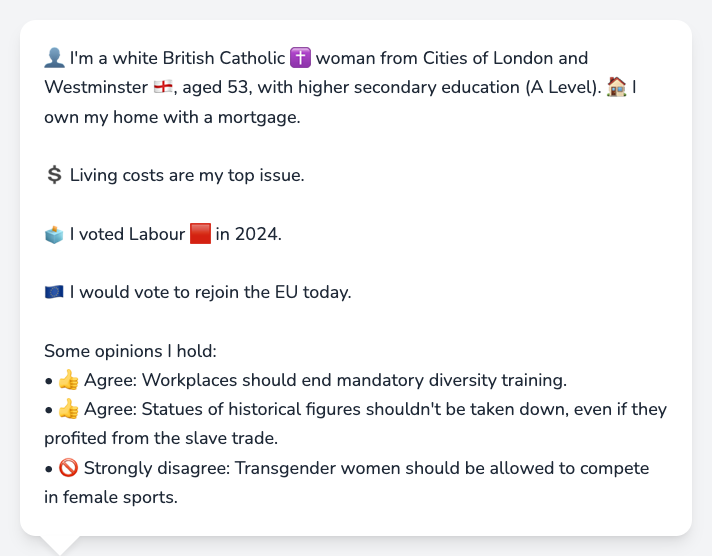 👤 I'm a white British Catholic ✝️ woman from Cities of London and
Westminster 🏴󠁧󠁢󠁥󠁮󠁧󠁿, aged 53, with higher secondary education (A Level). 🏠 I
own my home with a mortgage.
💲 Living costs are my top issue.
🗳️ I voted Labour 🟥 in 2024.
🇪🇺 I would vote to rejoin the EU today.
Some opinions I hold:
• 👍 Agree: Workplaces should end mandatory diversity training.
• 👍 Agree: Statues of historical figures shouldn't be taken down, even if they
profited from the slave trade.
• 🚫 Strongly disagree: Transgender women should be allowed to compete
in female sports.